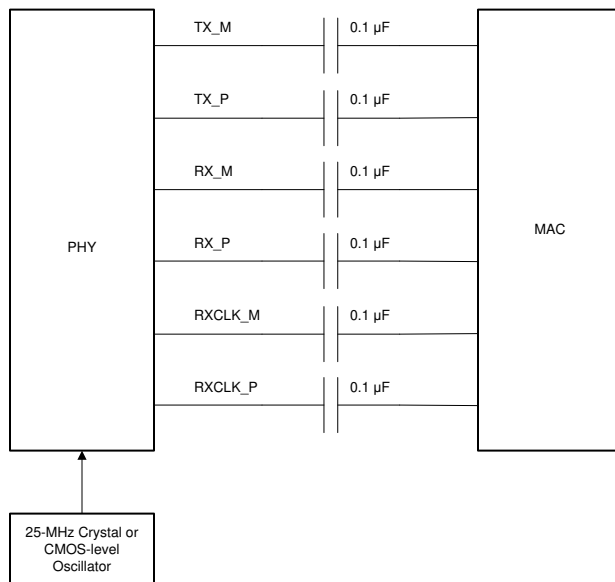 TX_M 0.1 µF
TX_P 0.1 µF
RX_M 0.1 µF
PHY
MAC
RX_P 0.1 µF
RXCLK_M 0.1 µF
RXCLK_P 0.1 µF
25-MHz Crystal or
CMOS-level
Oscillator